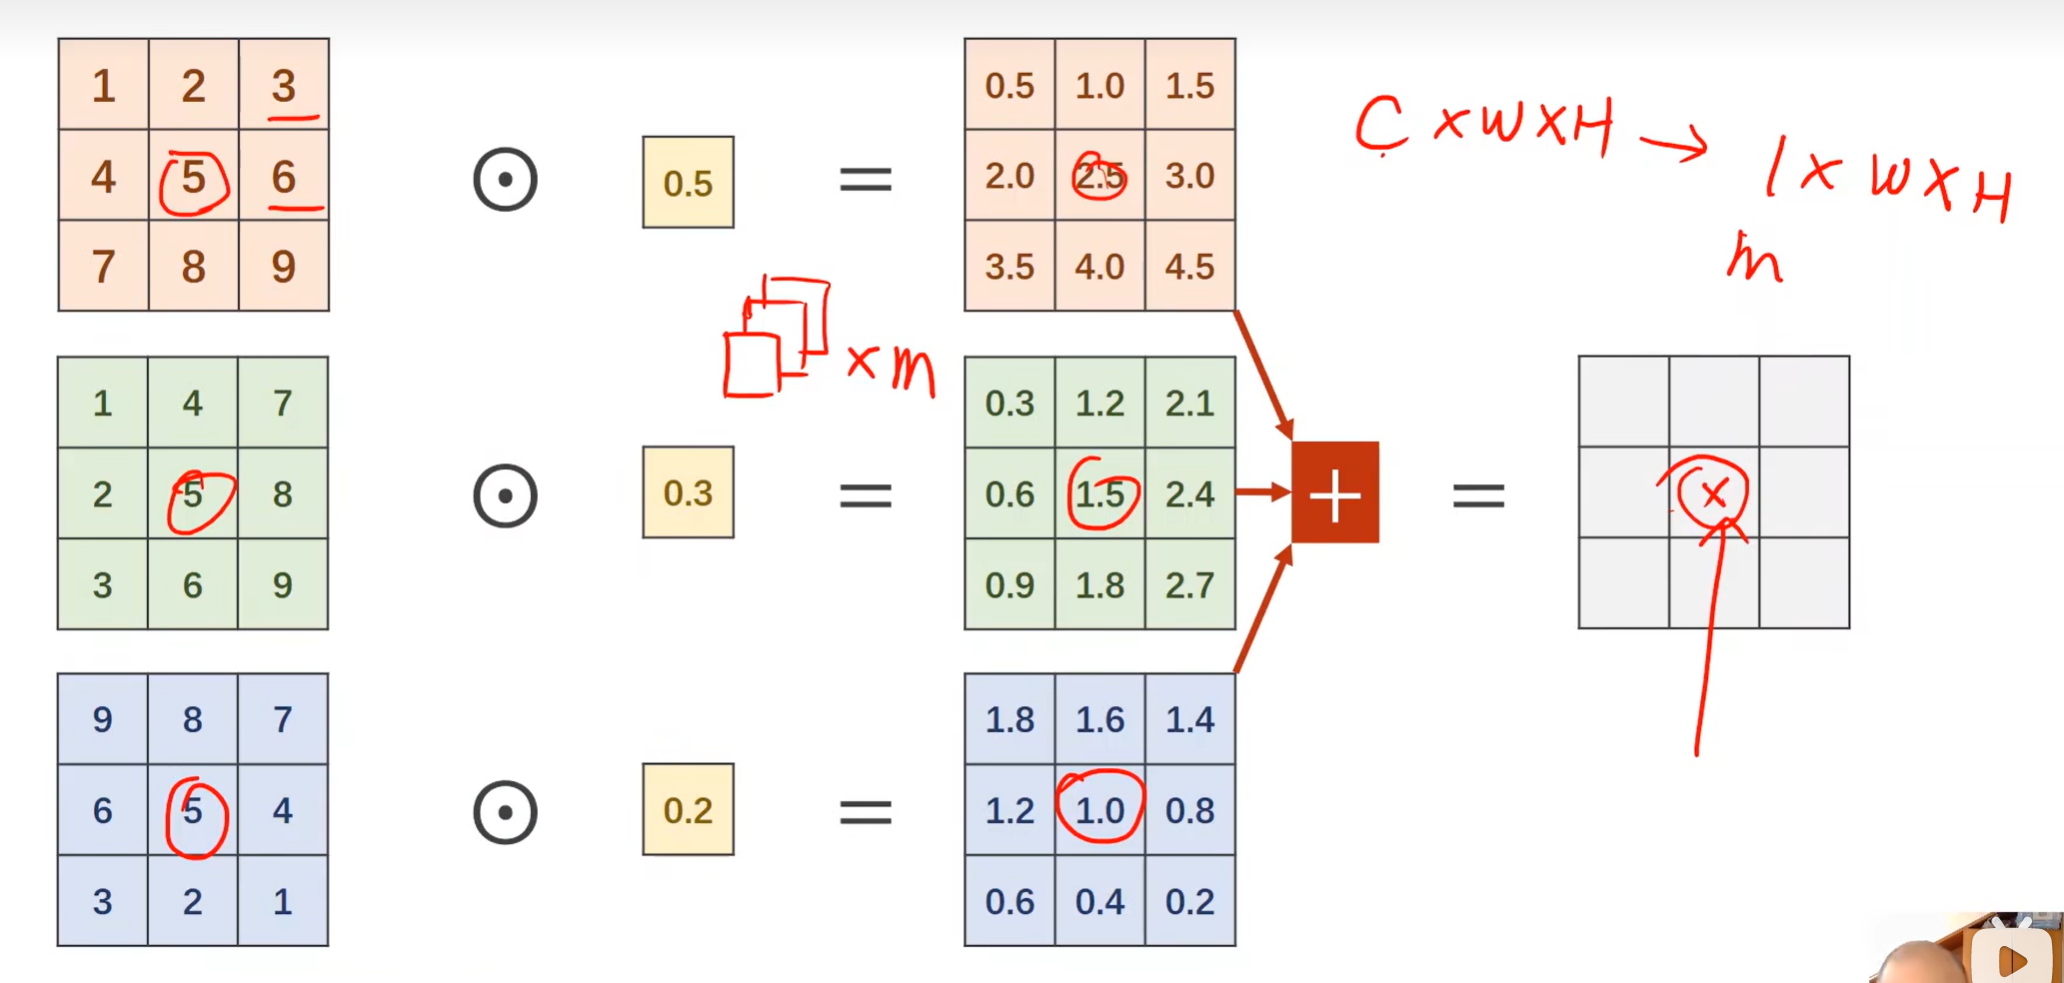 1 2 3
4 5 6
7 8 9
⊙ 0.5 =
0.5 1.0 1.5
2.0 2.5 3.0
3.5 4.0 4.5
C × W × H → 1 × W × H
m
× m
1 4 7
2 5 8
3 6 9
⊙ 0.3 =
0.3 1.2 2.1
0.6 1.5 2.4
0.9 1.8 2.7
+ =
×
9 8 7
6 5 4
3 2 1
⊙ 0.2 =
1.8 1.6 1.4
1.2 1.0 0.8
0.6 0.4 0.2